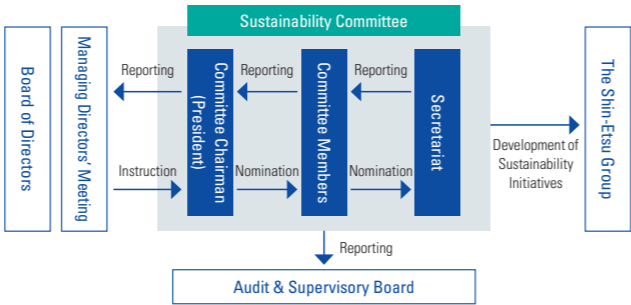 Sustainability Committee
Board of Directors
Managing Directors' Meeting
Reporting
Instruction
Committee Chairman
(President)
Reporting
Nomination
Committee Members
Reporting
Nomination
Secretariat
Development of
Sustainability
Initiatives
The Shin-Etsu Group
Reporting
Audit & Supervisory Board